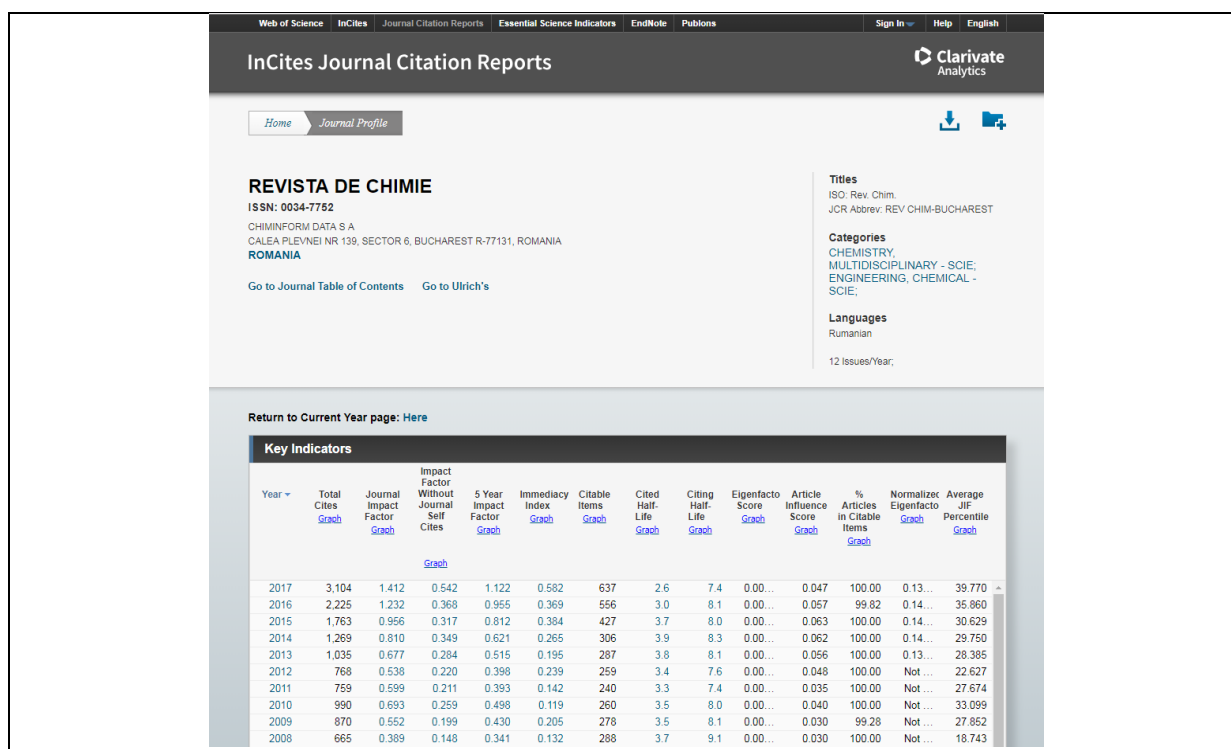 Web of Science InCites Journal Citation Reports Essential Science Indicators EndNote Publons Sign In Help English
InCites Journal Citation Reports
Clarivate
Analytics
Home Journal Profile
REVISTA DE CHIMIE
ISSN: 0034-7752
CHIMINFORM DATA S A
CALEA PLEVNEI NR 139, SECTOR 6, BUCHAREST R-77131, ROMANIA
ROMANIA
Go to Journal Table of Contents Go to Ulrich's
Titles
ISO: Rev. Chim.
JCR Abbrev: REV CHIM-BUCHAREST
Categories
CHEMISTRY,
MULTIDISCIPLINARY - SCIE;
ENGINEERING, CHEMICAL -
SCIE;
Languages
Rumanian
12 Issues/Year;
Return to Current Year page: Here
Key Indicators
Year
Total
Cites
Graph
Journal
Impact
Factor
Graph
Impact
Factor
Without
Journal
Self
Cites
Graph
5 Year
Impact
Factor
Graph
Immediacy
Index
Graph
Citable
Items
Graph
Cited
Half-
Life
Graph
Citing
Half-
Life
Graph
Eigenfacto
Score
Graph
Article
Influence
Score
Graph
%
Articles
in Citable
Items
Graph
Normalizec
Eigenfacto
Graph
Average
JIF
Percentile
Graph
2017 3,104 1.412 0.542 1.122 0.582 637 2.6 7.4 0.00... 0.047 100.00 0.13... 39.770
2016 2,225 1.232 0.368 0.955 0.369 556 3.0 8.1 0.00... 0.057 99.82 0.14... 35.860
2015 1,763 0.956 0.317 0.812 0.384 427 3.7 8.0 0.00... 0.063 100.00 0.14... 30.629
2014 1,269 0.810 0.349 0.621 0.265 306 3.9 8.3 0.00... 0.062 100.00 0.14... 29.750
2013 1,035 0.677 0.284 0.515 0.195 287 3.8 8.1 0.00... 0.056 100.00 0.13... 28.385
2012 768 0.538 0.220 0.398 0.239 259 3.4 7.6 0.00... 0.048 100.00 Not ... 22.627
2011 759 0.599 0.211 0.393 0.142 240 3.3 7.4 0.00... 0.035 100.00 Not ... 27.674
2010 990 0.693 0.259 0.498 0.119 260 3.5 8.0 0.00... 0.040 100.00 Not ... 33.099
2009 870 0.552 0.199 0.430 0.205 278 3.5 8.1 0.00... 0.030 99.28 Not ... 27.852
2008 665 0.389 0.148 0.341 0.132 288 3.7 9.1 0.00... 0.030 100.00 Not ... 18.743